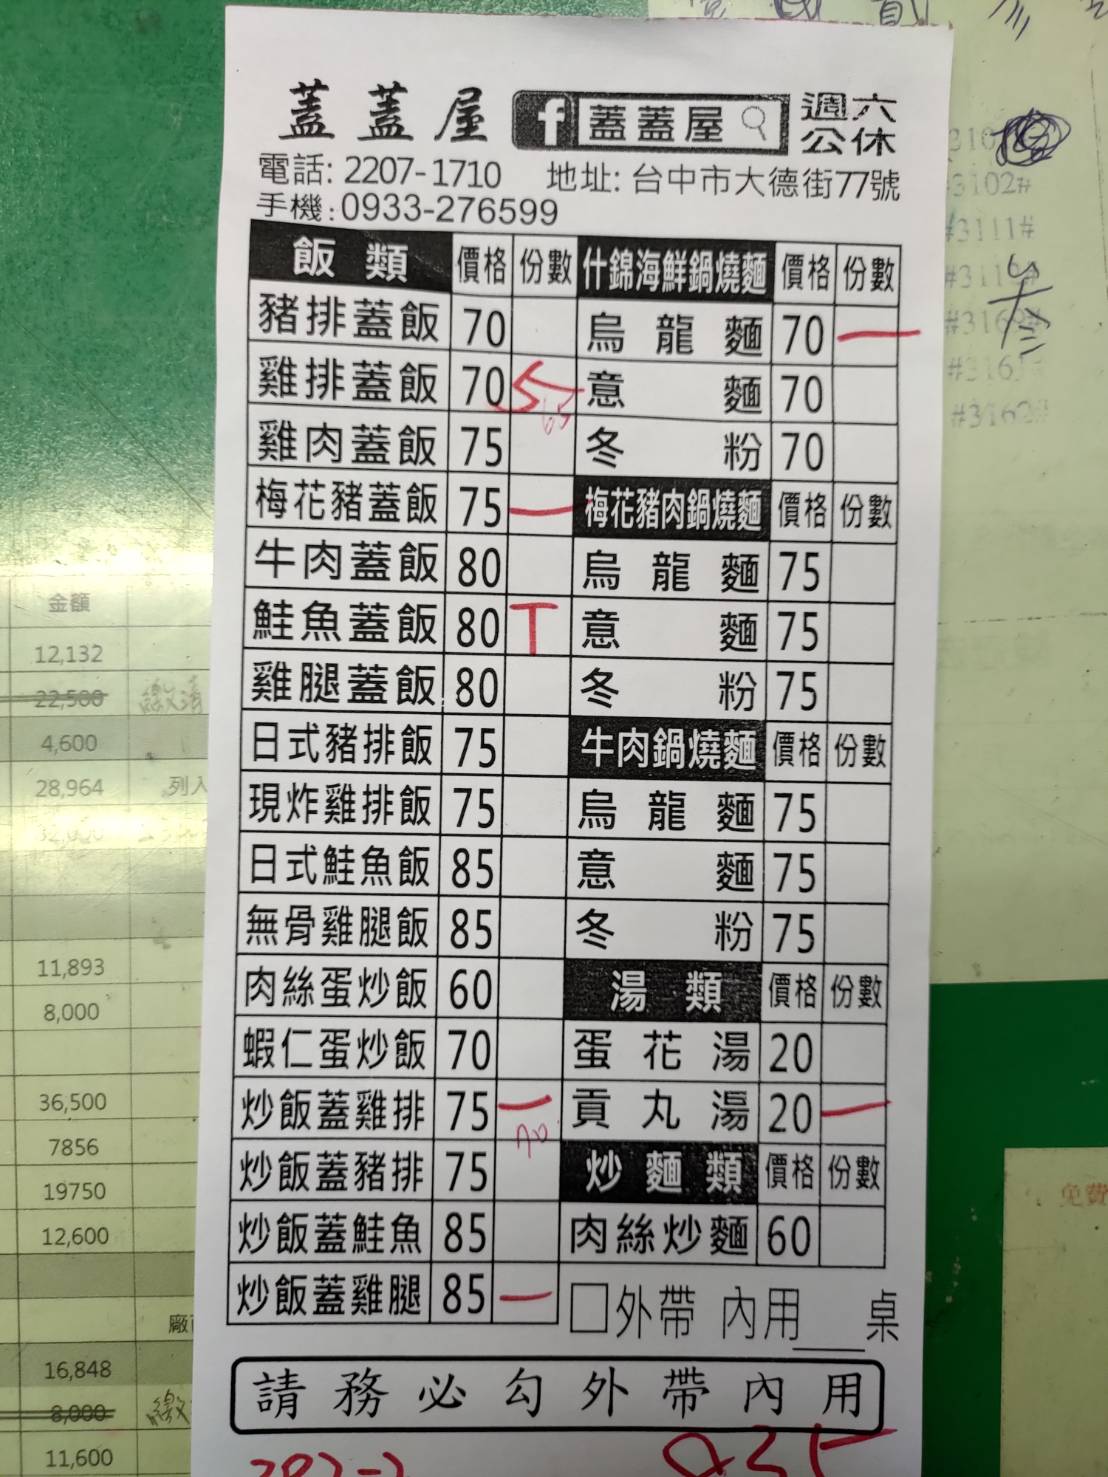 蓋蓋屋 f 蓋蓋屋 週六公休
電話: 2207-1710 地址: 台中市大德街77號
手機:0933-276599
飯類 價格 份數
豬排蓋飯 70
雞排蓋飯 70 5 65
雞肉蓋飯 75
梅花豬蓋飯 75 一
牛肉蓋飯 80
鮭魚蓋飯 80 T
雞腿蓋飯 80
日式豬排飯 75
現炸雞排飯 75
日式鮭魚飯 85
無骨雞腿飯 85
肉絲蛋炒飯 60
蝦仁蛋炒飯 70
炒飯蓋雞排 75 一 70
炒飯蓋豬排 75
炒飯蓋鮭魚 85
炒飯蓋雞腿 85 一
什錦海鮮鍋燒麵 價格 份數
烏龍麵 70 一
意麵 70
冬粉 70
梅花豬肉鍋燒麵 價格 份數
烏龍麵 75
意麵 75
冬粉 75
牛肉鍋燒麵 價格 份數
烏龍麵 75
意麵 75
冬粉 75
湯類 價格 份數
蛋花湯 20
貢丸湯 20 一
炒麵類 價格 份數
肉絲炒麵 60
□外帶 內用___桌
請務必勾外帶內用
金額
12,132
22,500
4,600
28,964 列入
11,893
8,000
36,500
7856
19750
12,600
16,848
8,000
11,600
3102#
#3111#
#3161
#3162#
免費